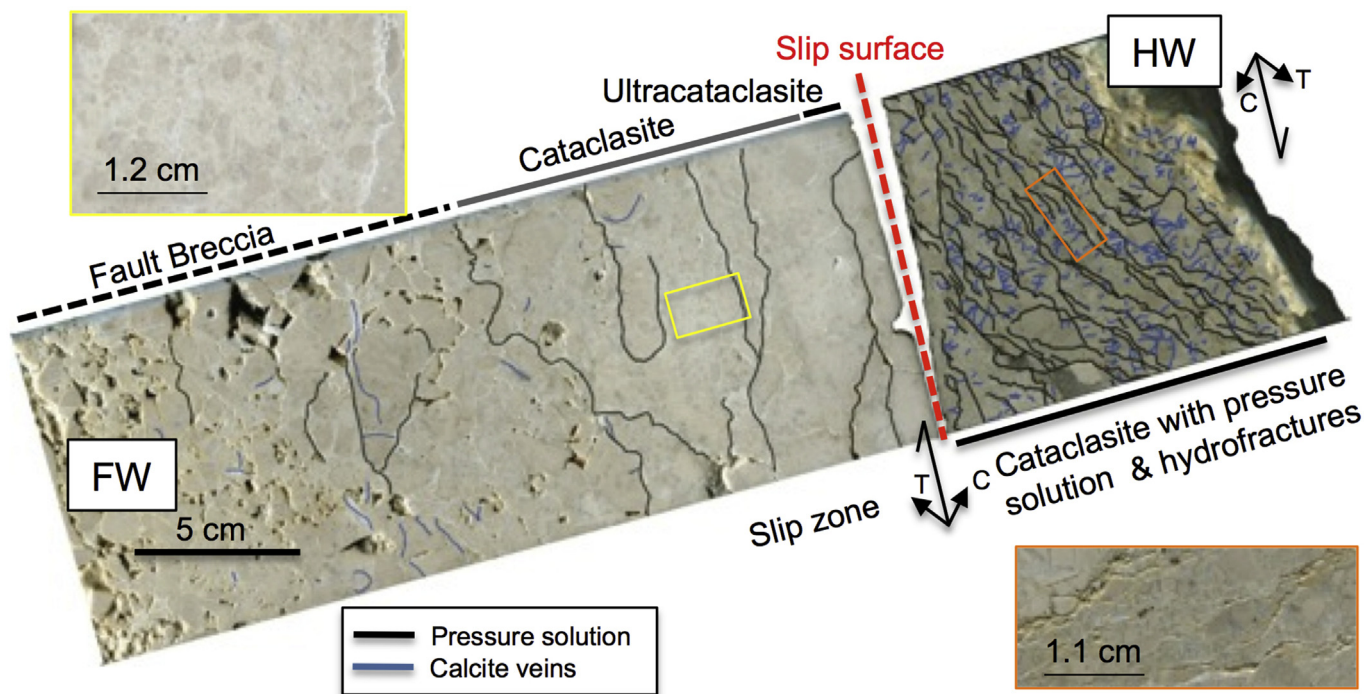 1.2 cm
Fault Breccia
Cataclasite
Ultracataclasite
Slip surface
HW
C
T
FW
5 cm
Slip zone
T
C
Cataclasite with pressure
solution & hydrofractures
Pressure solution
Calcite veins
1.1 cm